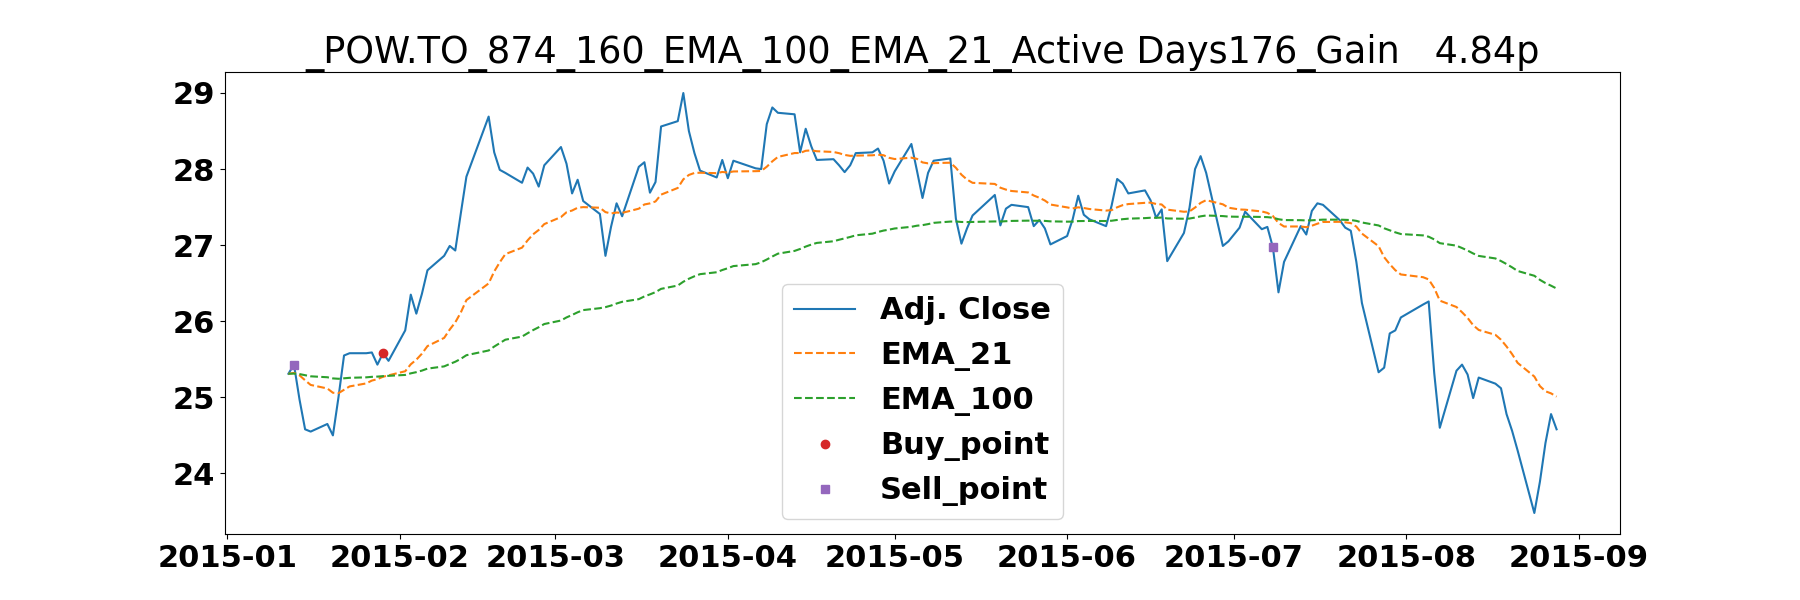 _POW.TO_874_160_EMA_100_EMA_21_Active Days176_Gain   4.84p
29
28
27
26
25
24
Adj. Close
EMA_21
EMA_100
Buy_point
Sell_point
2015-01 2015-02 2015-03 2015-04 2015-05 2015-06 2015-07 2015-08 2015-09